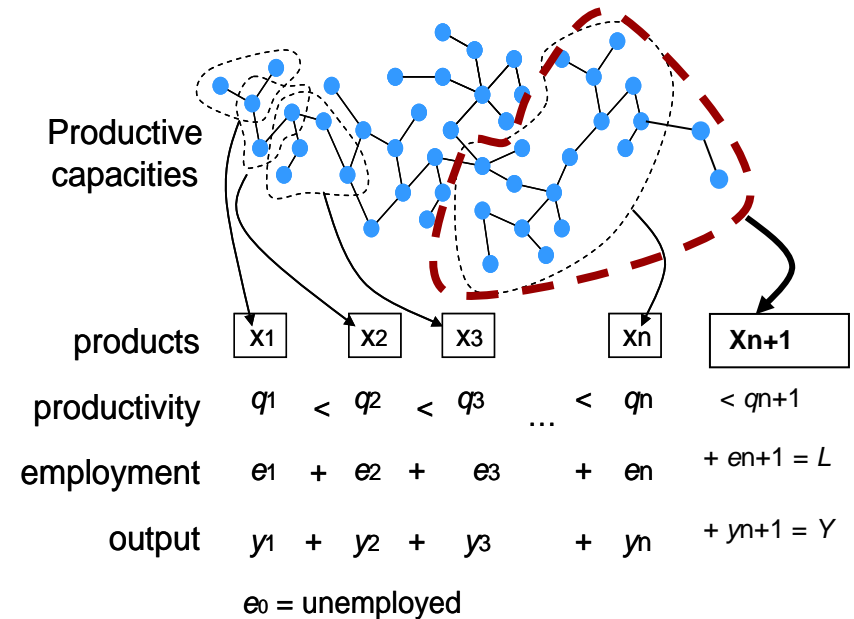 Productive
capacities
products x1 x2 x3 xn Xn+1
productivity q1 < q2 < q3 ... < qn < qn+1
employment e1 + e2 + e3 + en + en+1 = L
output y1 + y2 + y3 + yn + yn+1 = Y
e0 = unemployed